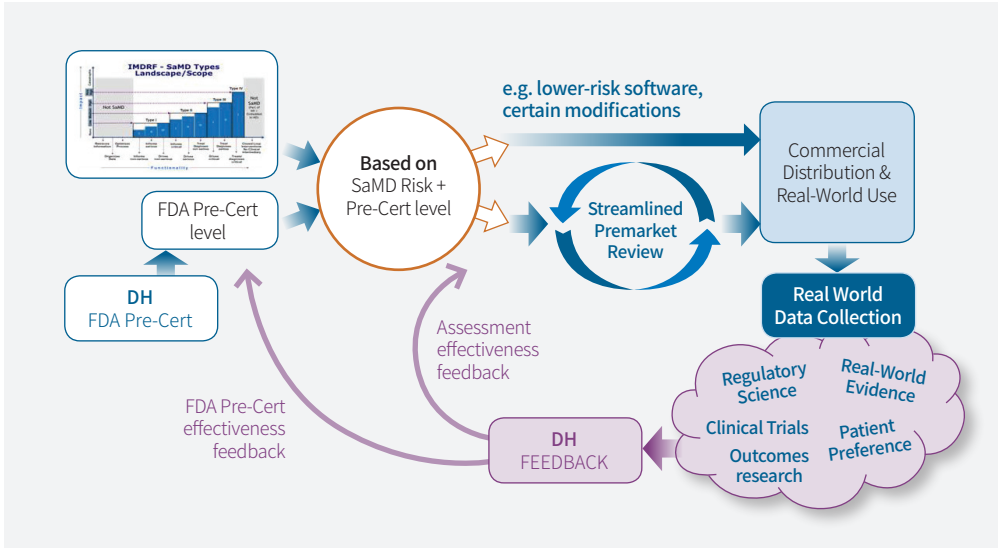 IMDRF - SaMD Types
Landscape/Scope
Not SaMD
Type I
Type II
Type III
Type IV
Not
SaMD
Impact
Functionality
Based on
SaMD Risk +
Pre-Cert level
FDA Pre-Cert
level
DH
FDA Pre-Cert
e.g. lower-risk software,
certain modifications
Streamlined
Premarket
Review
Commercial
Distribution &
Real-World Use
Real World
Data Collection
Regulatory
Science
Real-World
Evidence
Clinical Trials
Patient
Preference
Outcomes
research
DH
FEEDBACK
Assessment
effectiveness
feedback
FDA Pre-Cert
effectiveness
feedback